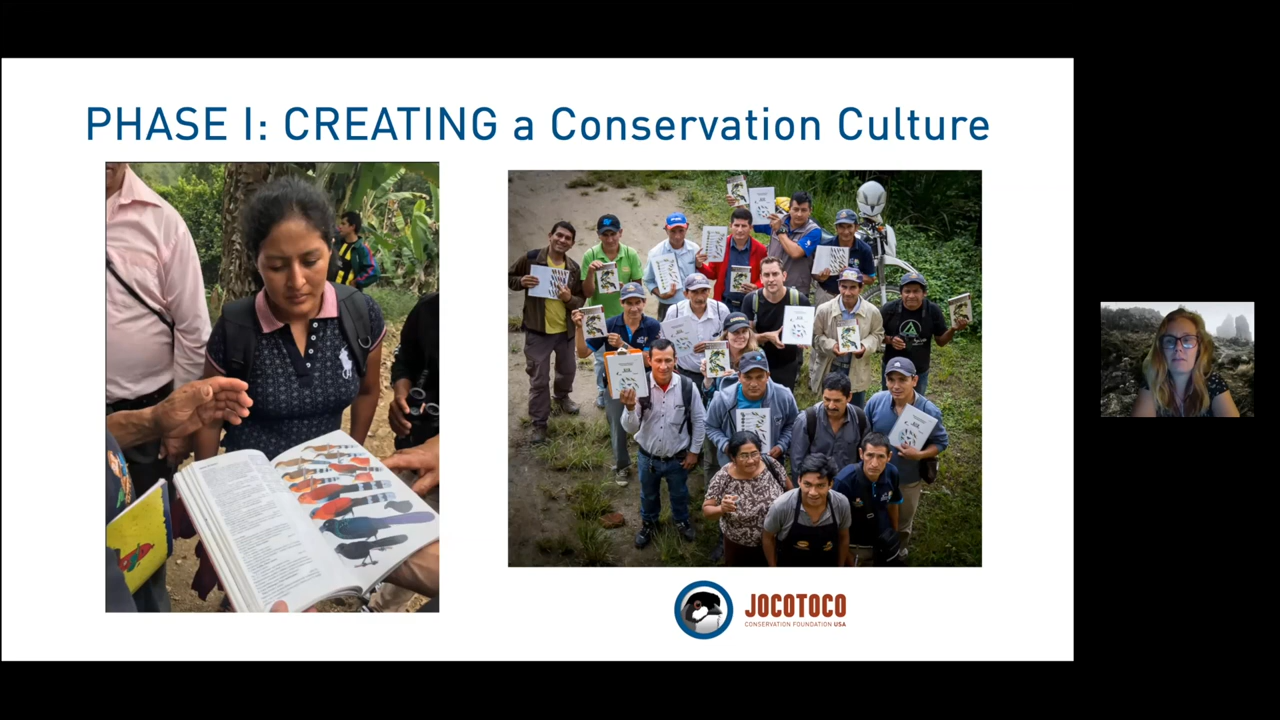 PHASE I: CREATING a Conservation Culture
JOCOTOCO
CONSERVATION FOUNDATION USA